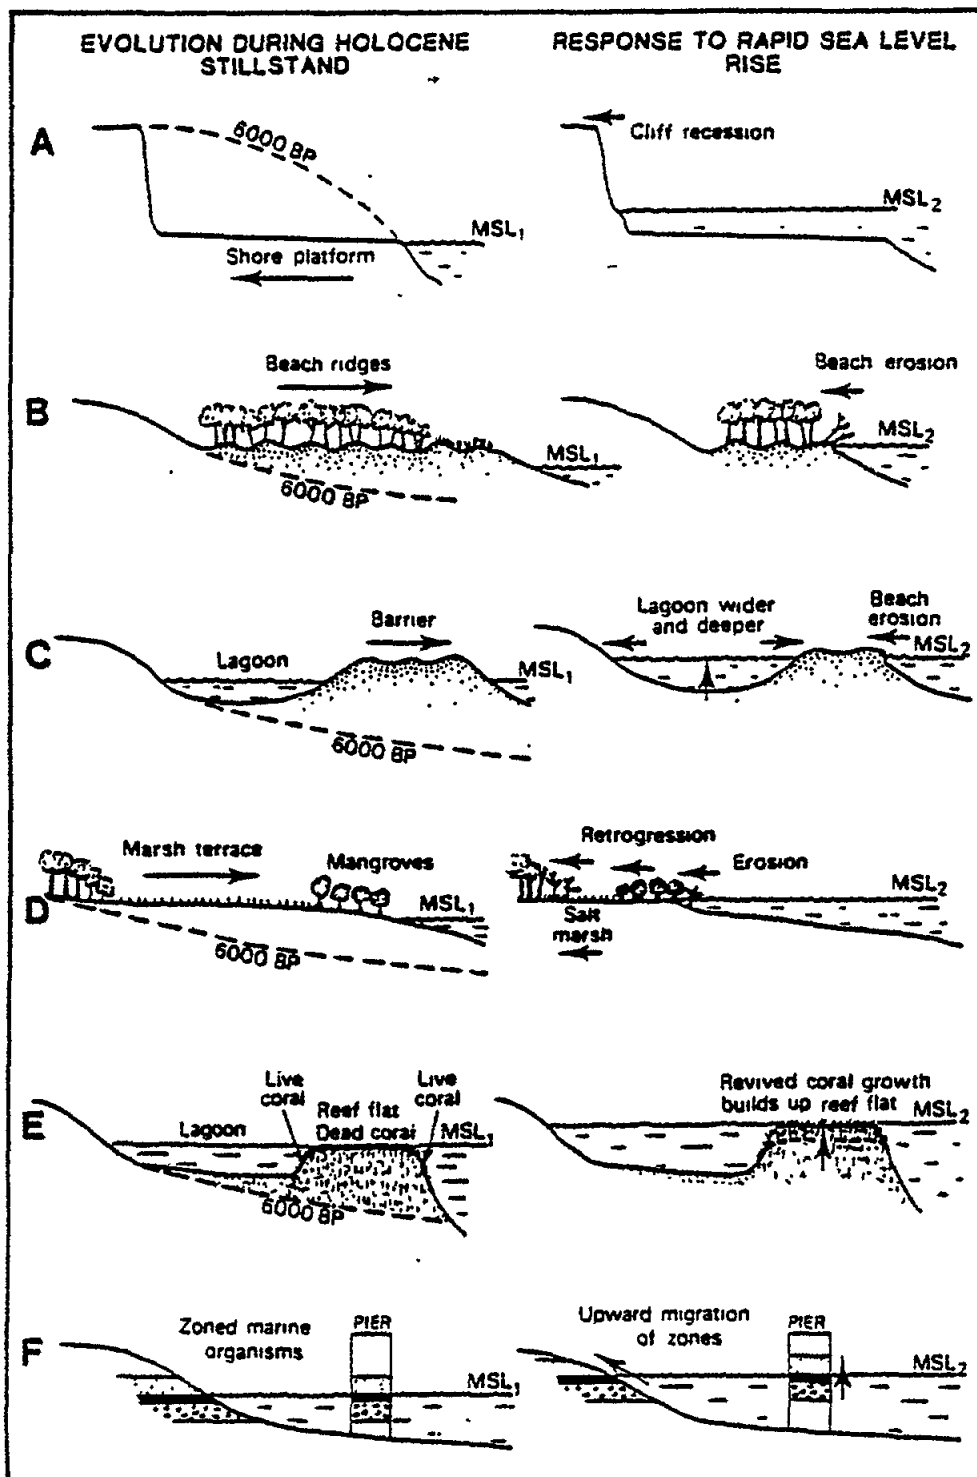 EVOLUTION DURING HOLOCENE
STILLSTAND
RESPONSE TO RAPID SEA LEVEL
RISE
A
6000 BP
MSL1
Shore platform
Cliff recession
MSL2
B
Beach ridges
MSL1
6000 BP
Beach erosion
MSL2
C
Lagoon
Barrier
MSL1
6000 BP
Lagoon wider
and deeper
Beach
erosion
MSL2
D
Marsh terrace
Mangroves
MSL1
6000 BP
Retrogression
Erosion
MSL2
Salt
marsh
E
Live
coral
Live
coral
Lagoon
Reef flat
Dead coral
MSL1
6000 BP
Revived coral growth
builds up reef flat
MSL2
F
Zoned marine
organisms
PIER
MSL1
Upward migration
of zones
PIER
MSL2